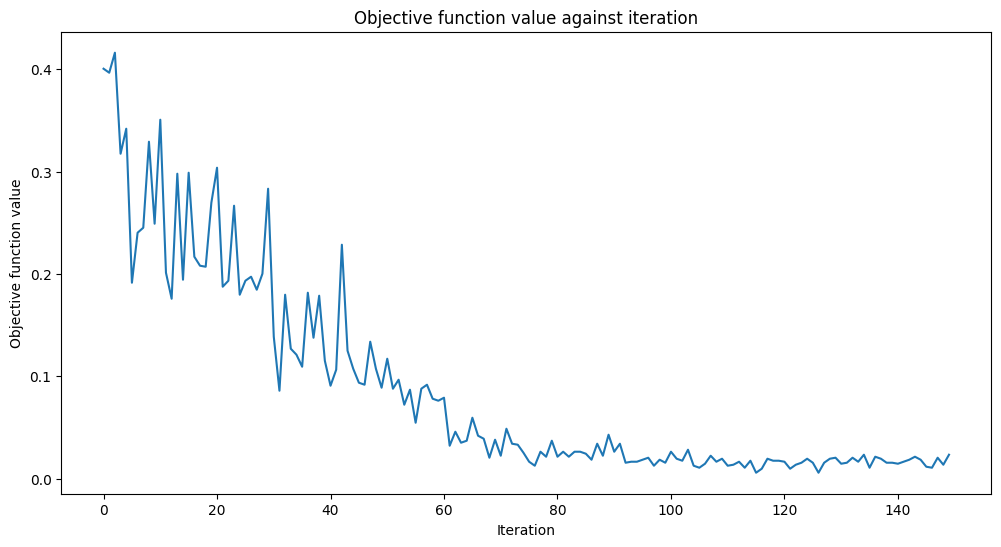 Objective function value against iteration
Objective function value
0.4
0.3
0.2
0.1
0.0
0 20 40 60 80 100 120 140
Iteration